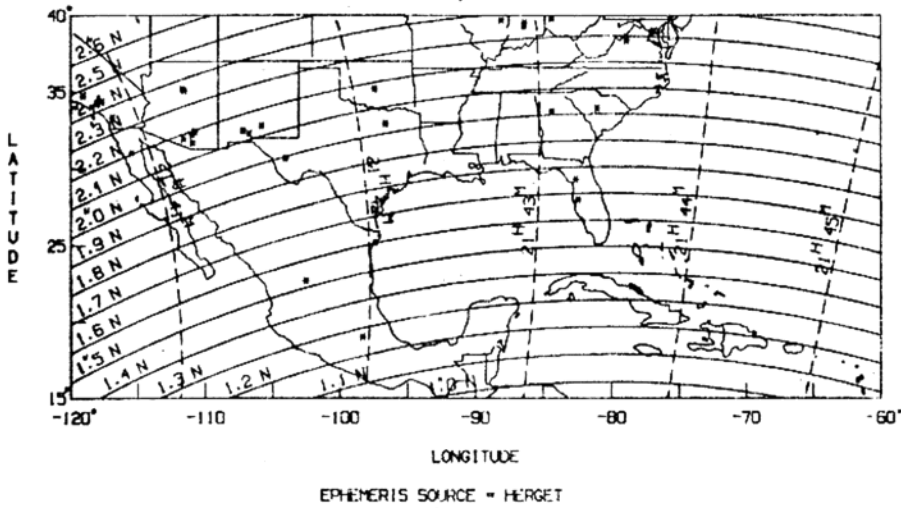 40°
35
25
15
LATITUDE
2.6 N
2.5 N
2.3 N
2.2 N
2.1 N
2.0 N
1.9 N
1.8 N
1.7 N
1.6 N
1.5 N
1.4 N
1.3 N
1.2 N
1.1 N
1.0 N
21 H 43 M
21 H 44 M
21 H 45 M
-120° -110 -100 -90 -80 -70 -60°
LONGITUDE
EPHEMERIS SOURCE = HERGET